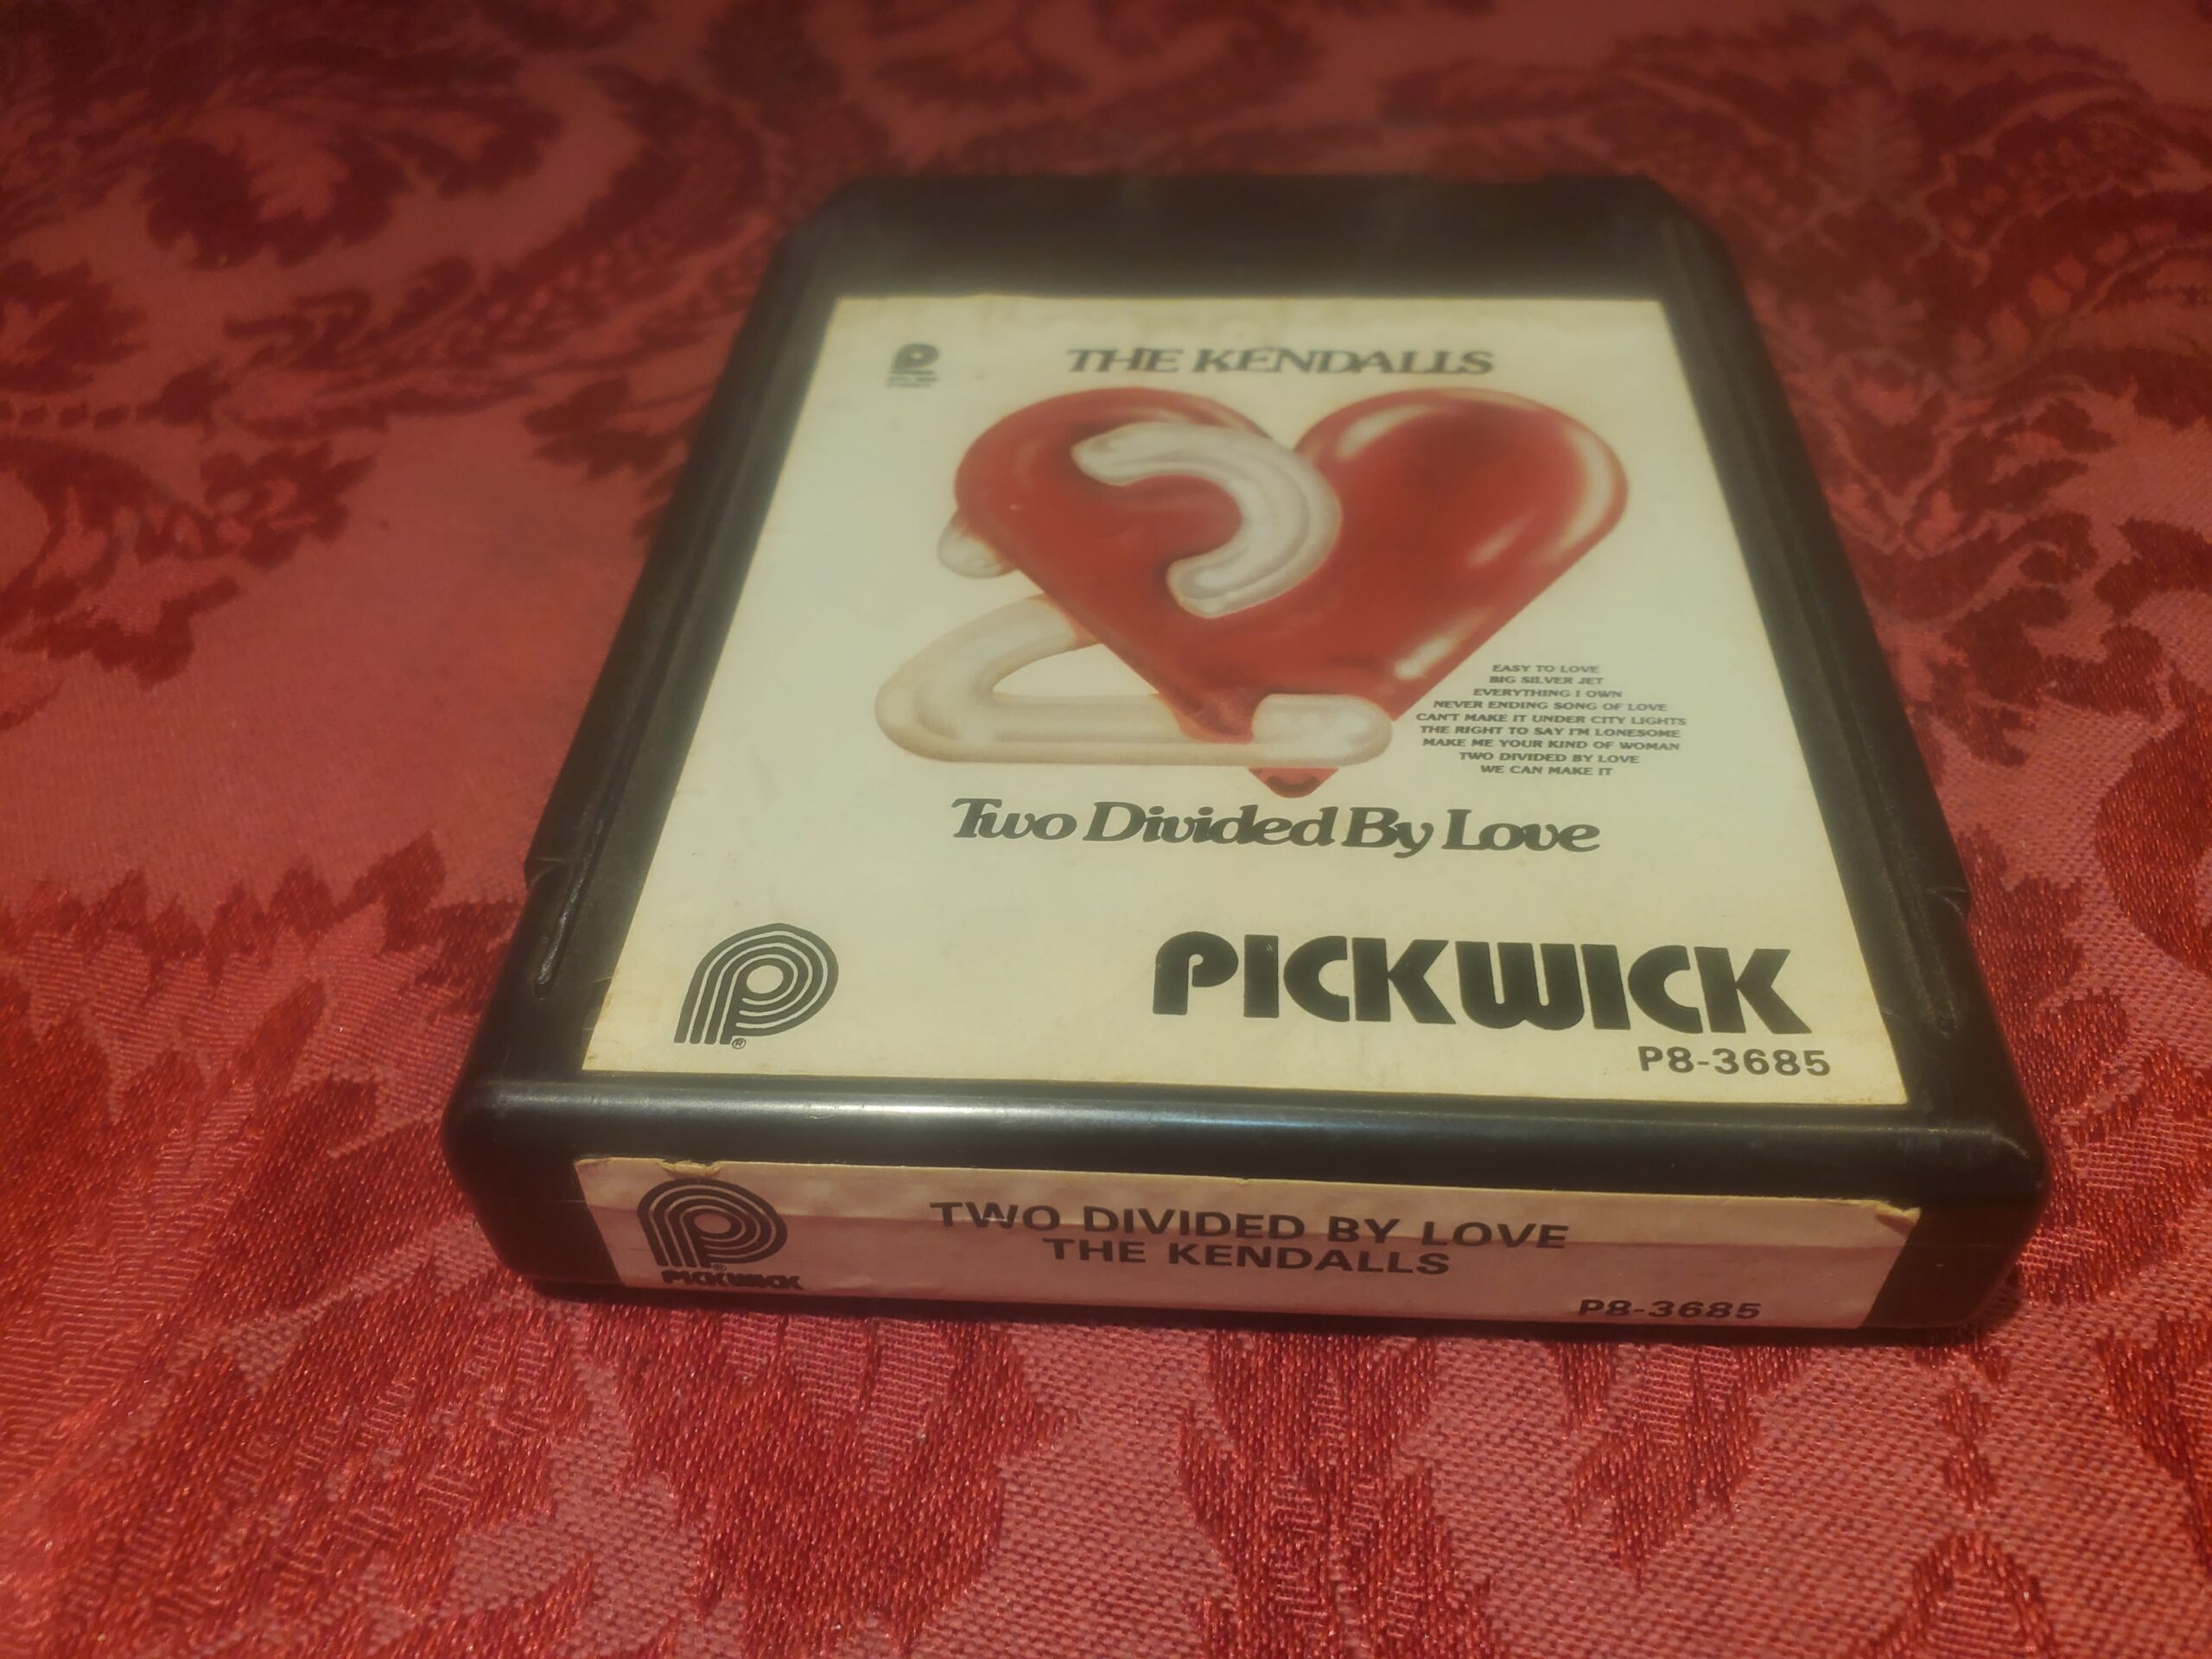 THE KENDALLS
EASY TO LOVE
BIG SILVER JET
EVERYTHING I OWN
NEVER ENDING SONG OF LOVE
CAN'T MAKE IT UNDER CITY LIGHTS
THE RIGHT TO SAY I'M LONESOME
MAKE ME YOUR KIND OF WOMAN
TWO DIVIDED BY LOVE
WE CAN MAKE IT
Two Divided By Love
PICKWICK
P8-3685
TWO DIVIDED BY LOVE
THE KENDALLS
PICKWICK
P8-3685